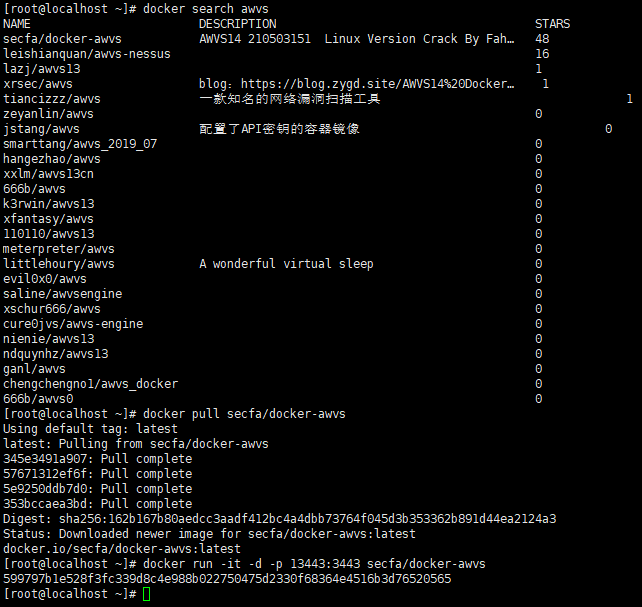 [root@localhost ~]# docker search awvs
NAME DESCRIPTION STARS
secfa/docker-awvs AWVS14 210503151 Linux Version Crack By Fah… 48
leishianquan/awvs-nessus 16
lazj/awvs13 1
xrsec/awvs blog：https://blog.zygd.site/AWVS14%20Docker… 1
tiancizzz/awvs 一款知名的网络漏洞扫描工具 1
zeyanlin/awvs 0
jstang/awvs 配置了API密钥的容器镜像 0
smarttang/awvs_2019_07 0
hangezhao/awvs 0
xxlm/awvs13cn 0
666b/awvs 0
k3rwin/awvs13 0
xfantasy/awvs 0
110110/awvs13 0
meterpreter/awvs 0
littlehoury/awvs A wonderful virtual sleep 0
evil0x0/awvs 0
saline/awvsengine 0
xschur666/awvs 0
cure0jvs/awvs-engine 0
nienie/awvs13 0
ndquynhz/awvs13 0
ganl/awvs 0
chengchengno1/awvs_docker 0
666b/awvs0 0
[root@localhost ~]# docker pull secfa/docker-awvs
Using default tag: latest
latest: Pulling from secfa/docker-awvs
345e3491a907: Pull complete
57671312ef6f: Pull complete
5e9250ddb7d0: Pull complete
353bccaea3bd: Pull complete
Digest: sha256:162b167b80aedcc3aadf412bc4a4dbb73764f045d3b353362b891d44ea2124a3
Status: Downloaded newer image for secfa/docker-awvs:latest
docker.io/secfa/docker-awvs:latest
[root@localhost ~]# docker run -it -d -p 13443:3443 secfa/docker-awvs
599797b1e528f3fc339d8c4e988b022750475d2330f68364e4516b3d76520565
[root@localhost ~]#